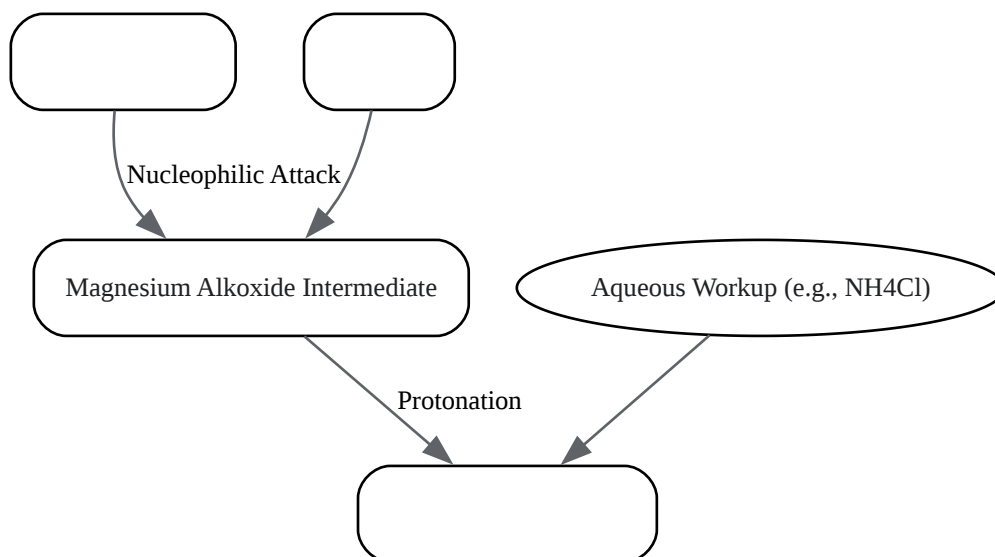 Nucleophilic Attack
Magnesium Alkoxide Intermediate
Aqueous Workup (e.g., NH4Cl)
Protonation